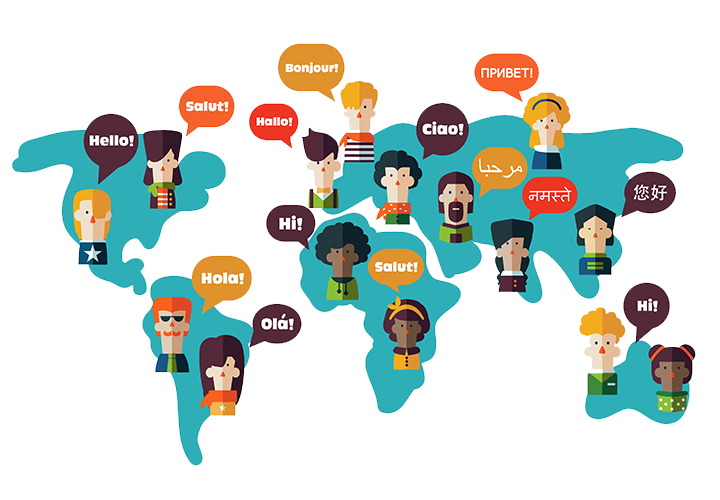 Bonjour!
ПРИВЕТ!
Salut!
Hallo!
Ciao!
Hello!
مرحبا
नमस्ते
您好
Hi!
Salut!
Hola!
Olá!
Hi!